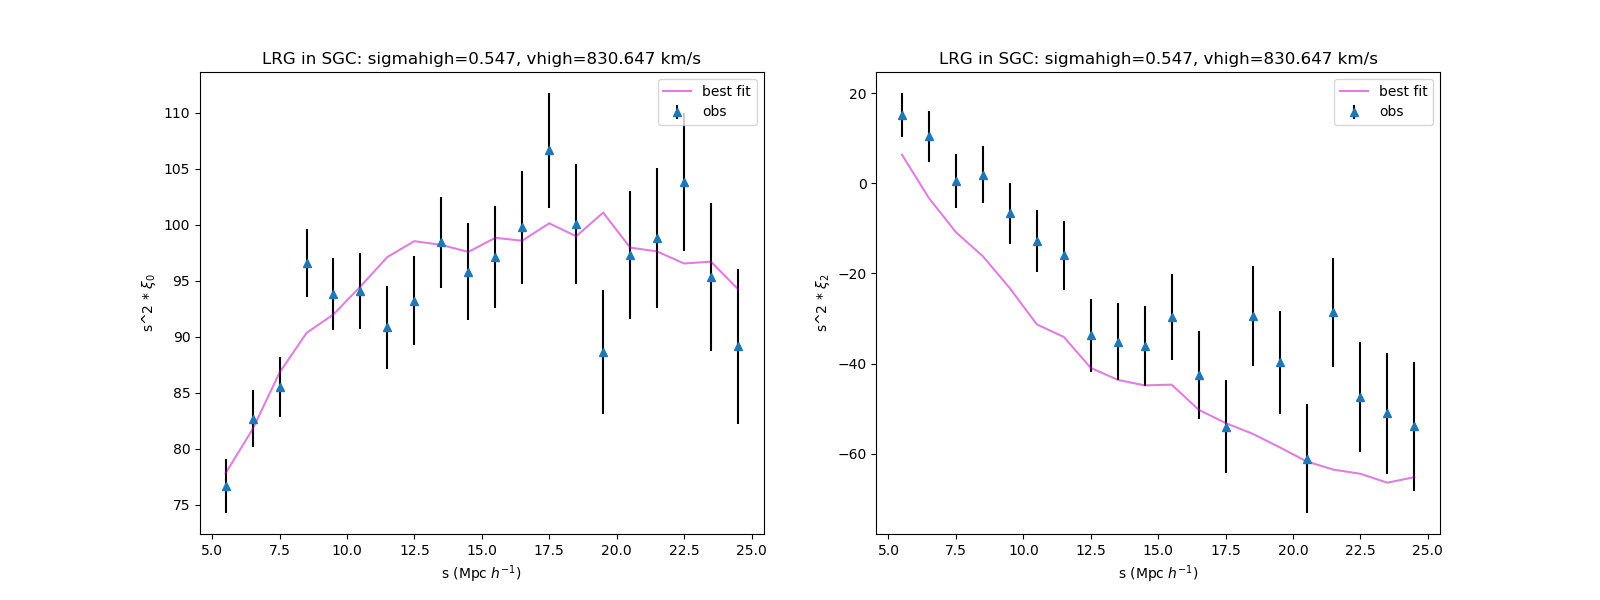 LRG in SGC: sigmahigh=0.547, vhigh=830.647 km/s
best fit
obs
110
105
100
95
90
85
80
75
s^2 * ξ₀
5.0 7.5 10.0 12.5 15.0 17.5 20.0 22.5 25.0
s (Mpc h⁻¹)
LRG in SGC: sigmahigh=0.547, vhigh=830.647 km/s
best fit
obs
20
0
−20
−40
−60
s^2 * ξ₂
5.0 7.5 10.0 12.5 15.0 17.5 20.0 22.5 25.0
s (Mpc h⁻¹)